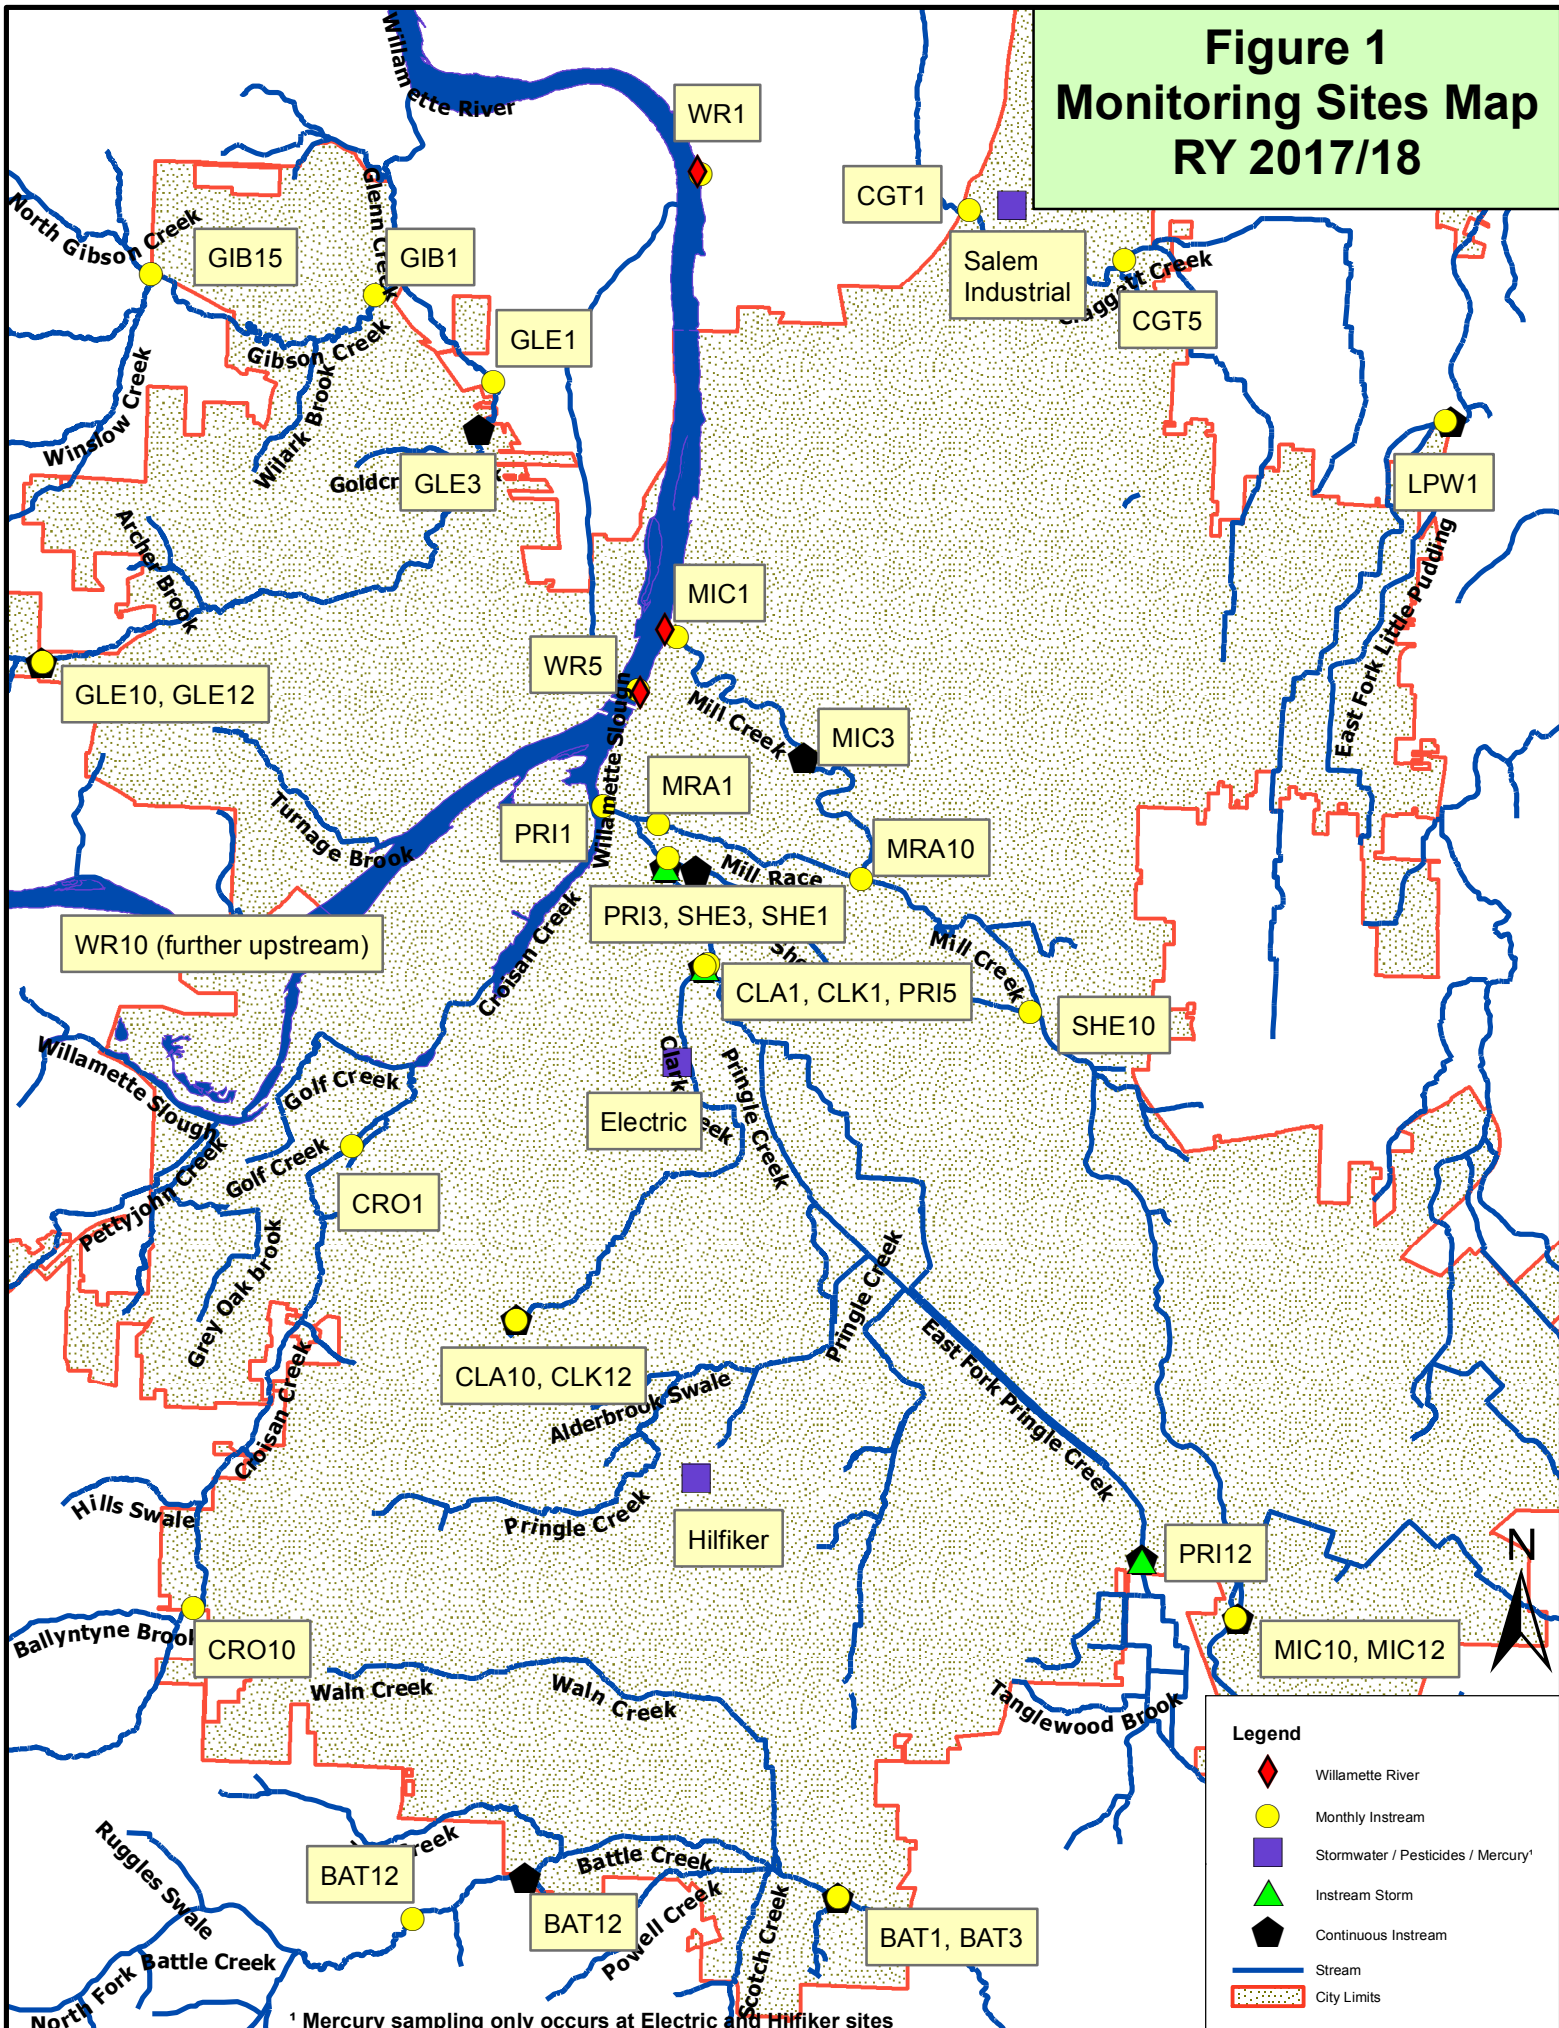 Figure 1
Monitoring Sites Map
RY 2017/18
Willamette River
WR1
CGT1
Salem
Industrial
Claggett Creek
CGT5
North Gibson Creek
GIB15
Glenn Creek
GIB1
GLE1
Gibson Creek
Winslow Creek
Wilark Brook
GLE3
LPW1
Archer Brook
East Fork Little Pudding
MIC1
WR5
GLE10, GLE12
Willamette Slough
Mill Creek
MIC3
MRA1
PRI1
Turnage Brook
Mill Race
MRA10
PRI3, SHE3, SHE1
WR10 (further upstream)
Croisan Creek
Mill Creek
CLA1, CLK1, PRI5
SHE10
Willamette Slough
Golf Creek
Pringle Creek
Electric
Golf Creek
Pettyjohn Creek
CRO1
Grey Oak brook
Pringle Creek
East Fork Pringle Creek
CLA10, CLK12
Alderbrook Swale
Croisan Creek
Hills Swale
Pringle Creek
Hilfiker
PRI12
N
Ballyntyne Brook
CRO10
MIC10, MIC12
Waln Creek
Waln Creek
Tanglewood Brook
Legend
Willamette River
Monthly Instream
Stormwater / Pesticides / Mercury¹
Instream Storm
Continuous Instream
Stream
City Limits
Ruggles Swale
BAT12
Battle Creek
BAT12
Powell Creek
Scotch Creek
BAT1, BAT3
North Fork Battle Creek
¹ Mercury sampling only occurs at Electric and Hilfiker sites